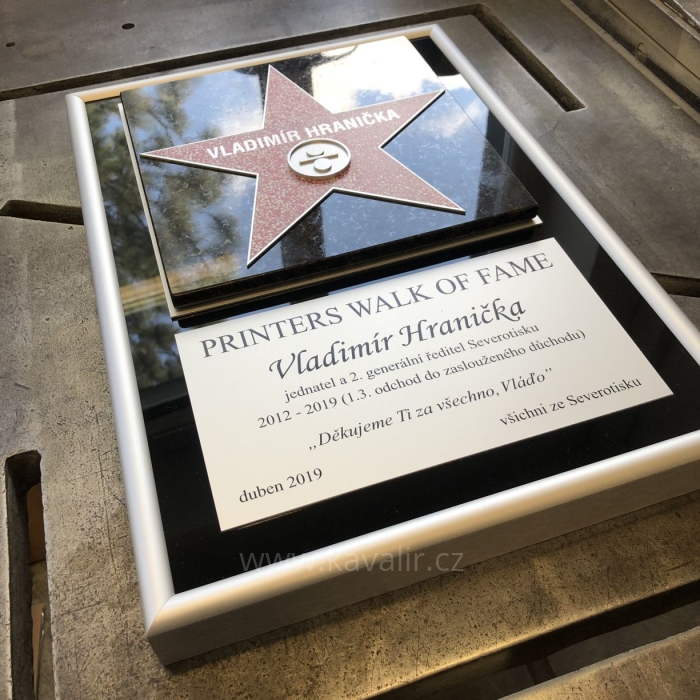 VLADIMÍR HRANIČKA
PRINTERS WALK OF FAME
Vladimír Hranička
jednatel a 2. generální ředitel Severotisku
2012 - 2019 (1.3. odchod do zaslouženého důchodu)
,,Děkujeme Ti za všechno, Vláďo''
všichni ze Severotisku
duben 2019
www.kavalir.cz